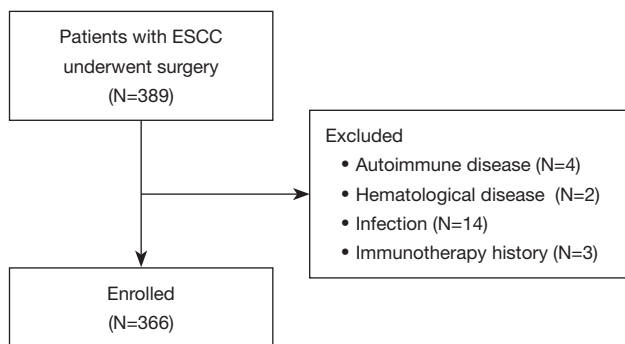 Patients with ESCC
underwent surgery
(N=389)
Excluded
• Autoimmune disease (N=4)
• Hematological disease (N=2)
• Infection (N=14)
• Immunotherapy history (N=3)
Enrolled
(N=366)